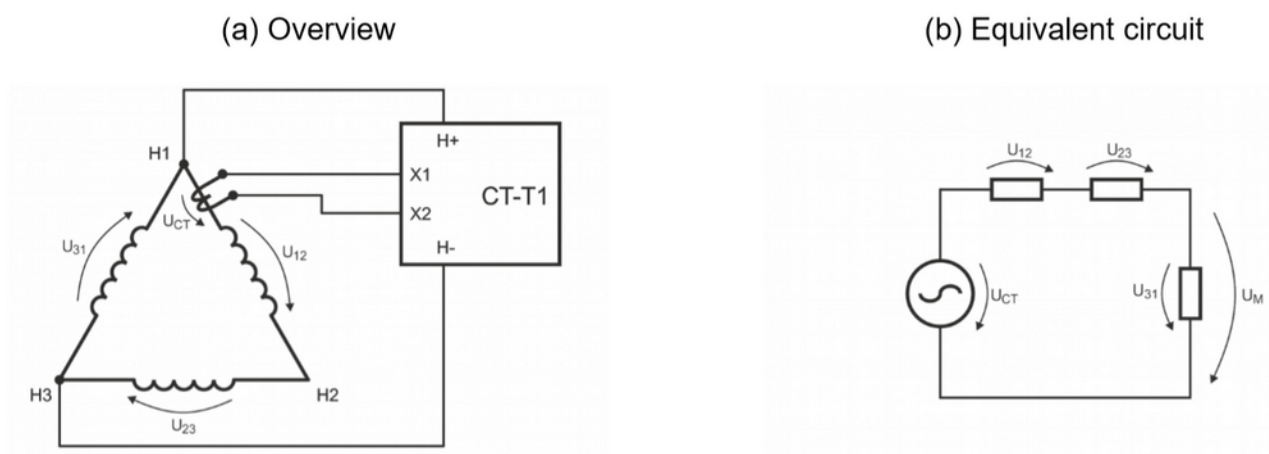 (a) Overview
(b) Equivalent circuit
H1
H+
X1
X2
CT-T1
H-
UCT
U31
U12
H3
H2
U23
U12
U23
UCT
U31
UM